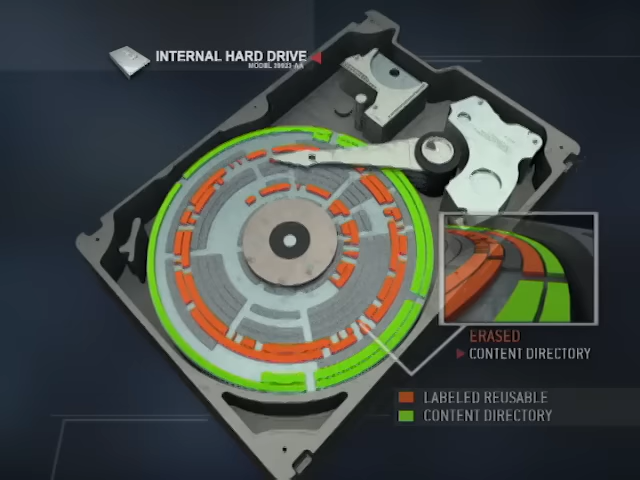 INTERNAL HARD DRIVE
ERASED
CONTENT DIRECTORY
LABELED REUSABLE
CONTENT DIRECTORY